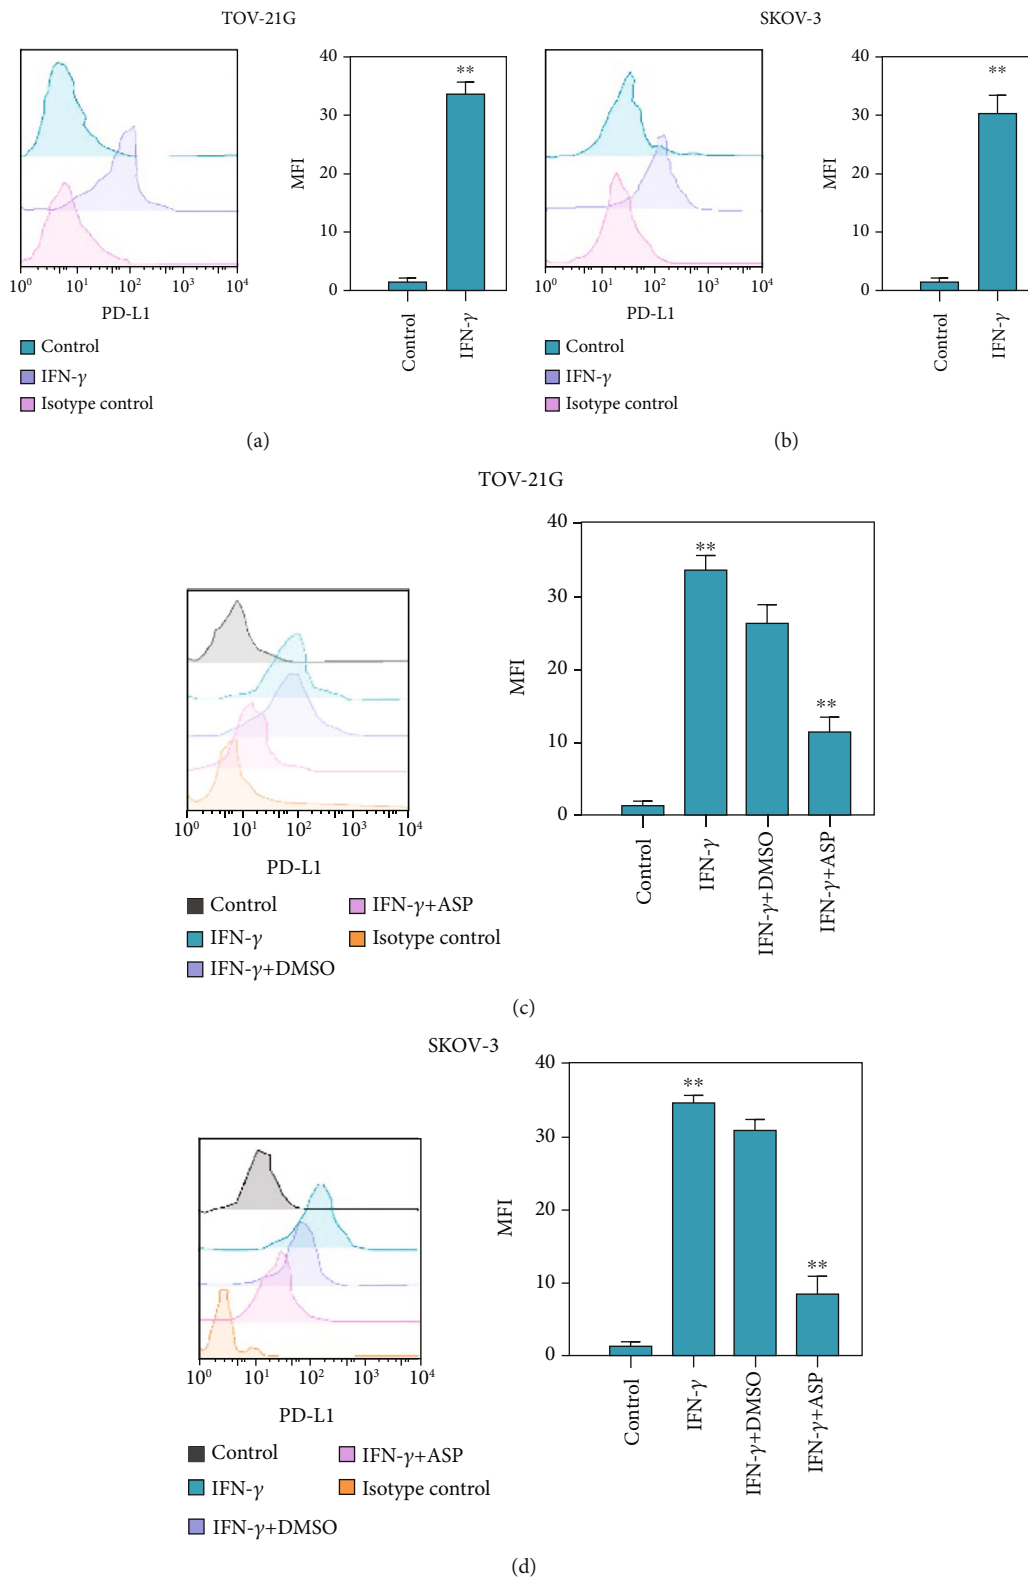 TOV-21G
SKOV-3
40
30
20
10
0
MFI
**
10⁰ 10¹ 10² 10³ 10⁴
PD-L1
Control
IFN-γ
Control
IFN-γ
Isotype control
(a)
40
30
20
10
0
MFI
**
10⁰ 10¹ 10² 10³ 10⁴
PD-L1
Control
IFN-γ
Control
IFN-γ
Isotype control
(b)
TOV-21G
40
30
20
10
0
MFI
**
**
10⁰ 10¹ 10² 10³ 10⁴
PD-L1
Control
IFN-γ
IFN-γ+DMSO
IFN-γ+ASP
Control
IFN-γ+ASP
IFN-γ
Isotype control
IFN-γ+DMSO
(c)
SKOV-3
40
30
20
10
0
MFI
**
**
10⁰ 10¹ 10² 10³ 10⁴
PD-L1
Control
IFN-γ
IFN-γ+DMSO
IFN-γ+ASP
Control
IFN-γ+ASP
IFN-γ
Isotype control
IFN-γ+DMSO
(d)